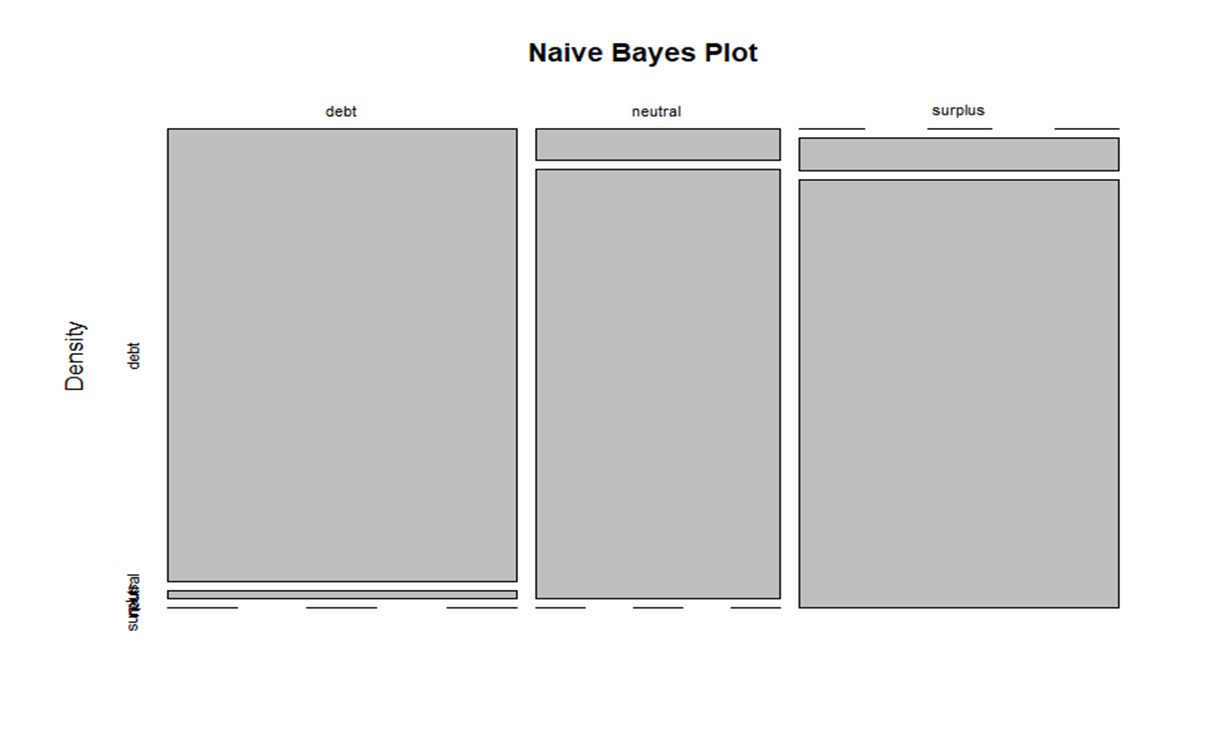 Naive Bayes Plot
debt neutral surplus
Density
debt